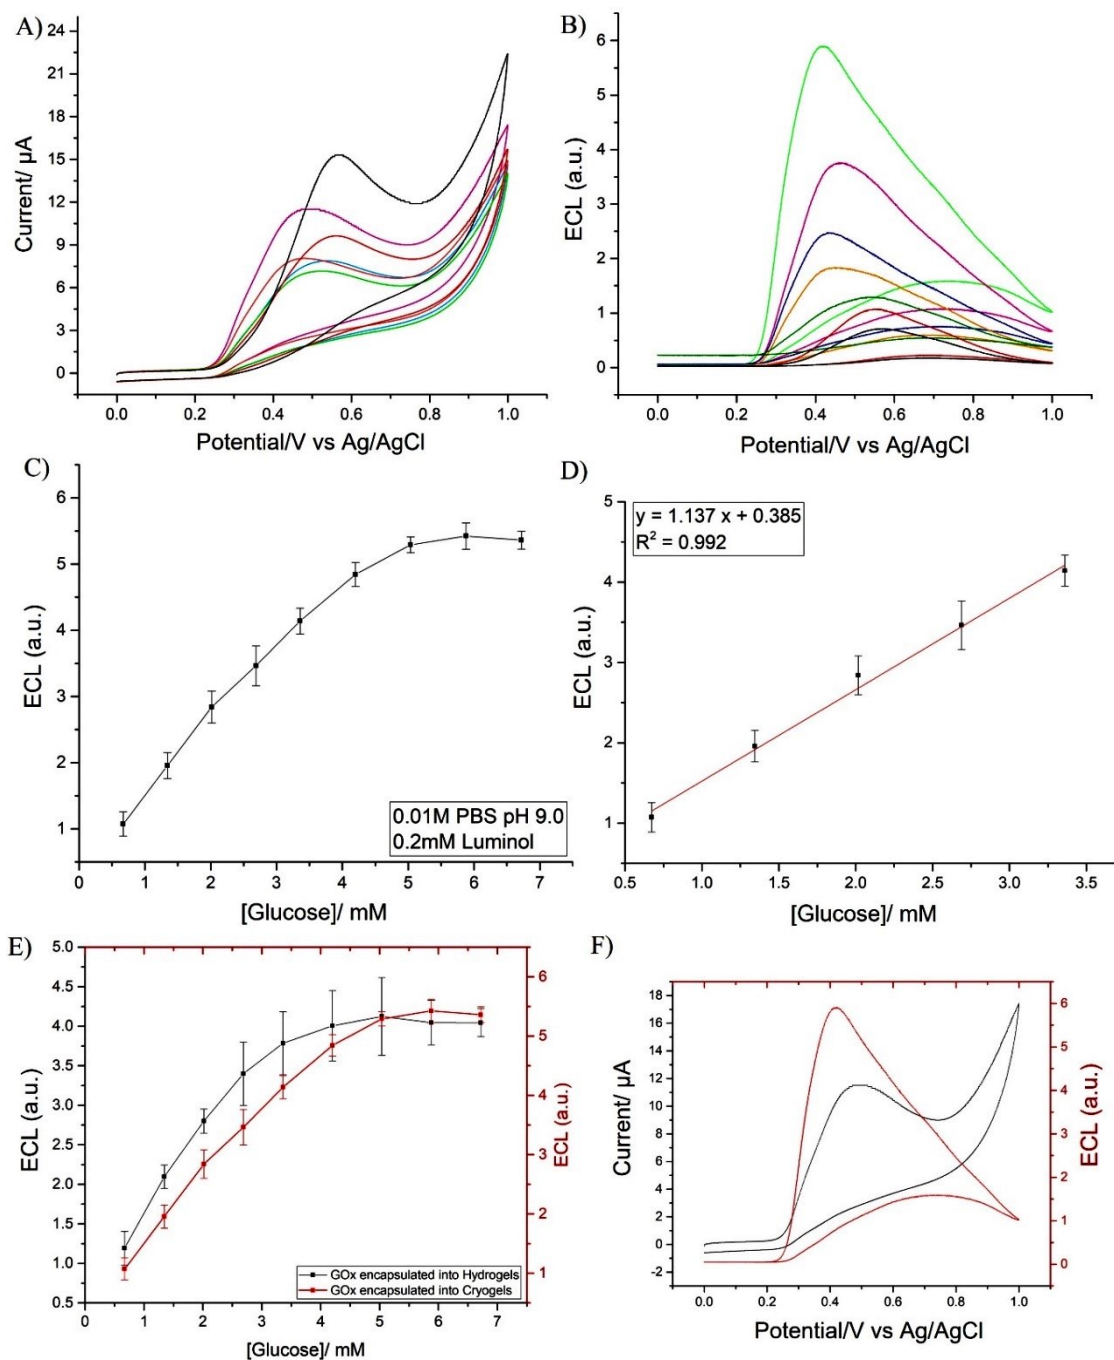 A)
24
21
18
15
12
9
6
3
0
Current/ µA
0.0 0.2 0.4 0.6 0.8 1.0
Potential/V vs Ag/AgCl
B)
6
5
4
3
2
1
0
ECL (a.u.)
0.0 0.2 0.4 0.6 0.8 1.0
Potential/V vs Ag/AgCl
C)
6
5
4
3
2
1
ECL (a.u.)
0.01M PBS pH 9.0
0.2mM Luminol
0 1 2 3 4 5 6 7
[Glucose]/ mM
D)
y = 1.137 x + 0.385
R² = 0.992
5
4
3
2
1
ECL (a.u.)
0.5 1.0 1.5 2.0 2.5 3.0 3.5
[Glucose]/ mM
E)
5.0
4.5
4.0
3.5
3.0
2.5
2.0
1.5
1.0
0.5
ECL (a.u.)
6
5
4
3
2
1
ECL (a.u.)
GOx encapsulated into Hydrogels
GOx encapsulated into Cryogels
0 1 2 3 4 5 6 7
[Glucose]/ mM
F)
18
16
14
12
10
8
6
4
2
0
-2
Current/ µA
6
5
4
3
2
1
0
ECL (a.u.)
0.0 0.2 0.4 0.6 0.8 1.0
Potential/V vs Ag/AgCl